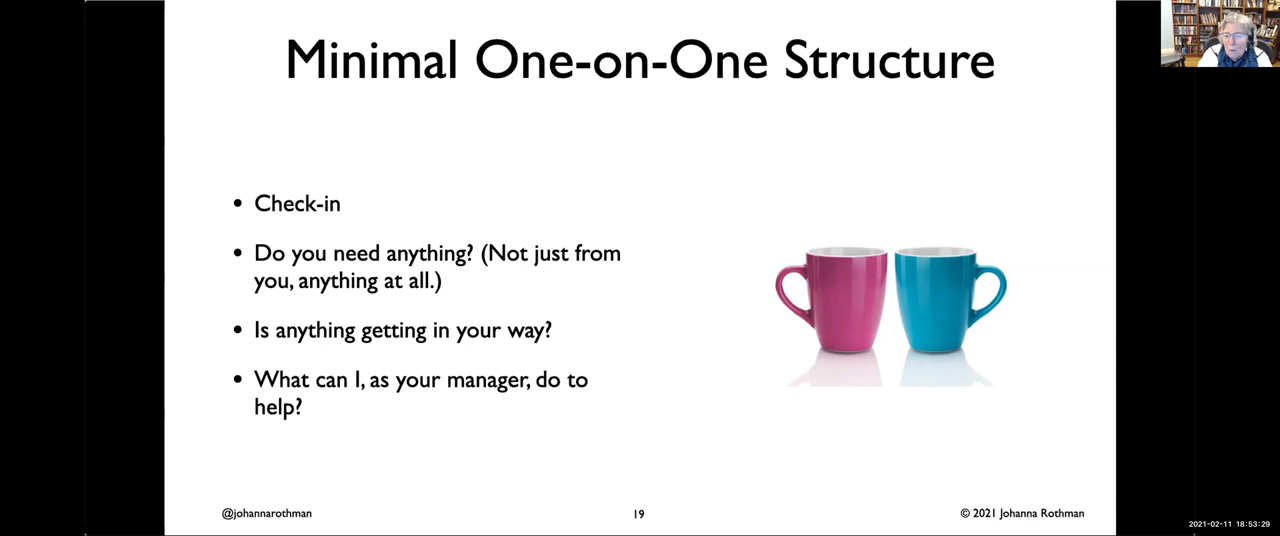 Minimal One-on-One Structure
• Check-in
• Do you need anything? (Not just from
you, anything at all.)
• Is anything getting in your way?
• What can I, as your manager, do to
help?
@johannarothman
19
© 2021 Johanna Rothman
2021-02-11 18:53:29